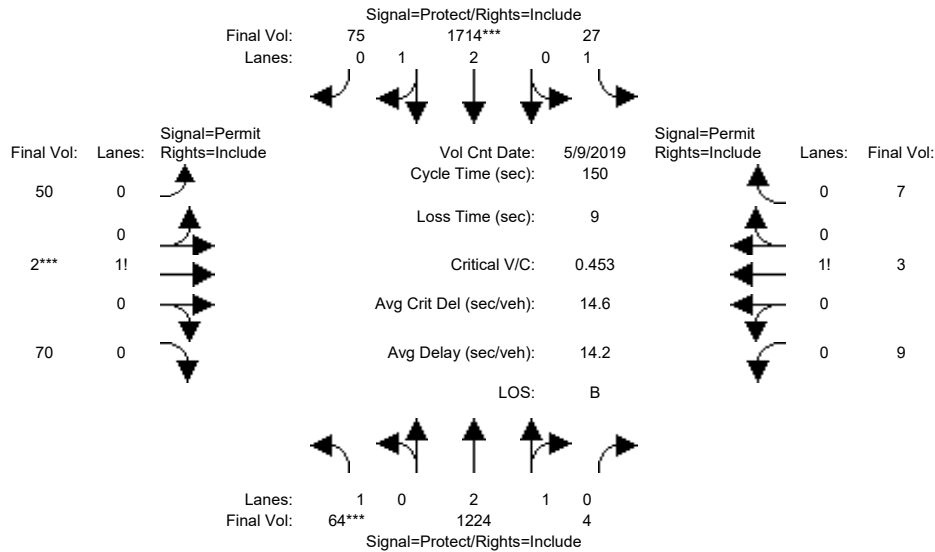 Signal=Protect/Rights=Include
Final Vol: 75 1714*** 27
Lanes: 0 1 2 0 1
Signal=Permit Signal=Permit
Final Vol: Lanes: Rights=Include Vol Cnt Date: 5/9/2019 Rights=Include Lanes: Final Vol:
Cycle Time (sec): 150
50 0 0 7
Loss Time (sec): 9
0 0
2*** 1! Critical V/C: 0.453 1! 3
0 Avg Crit Del (sec/veh): 14.6 0
70 0 Avg Delay (sec/veh): 14.2 0 9
LOS: B
Lanes: 1 0 2 1 0
Final Vol: 64*** 1224 4
Signal=Protect/Rights=Include